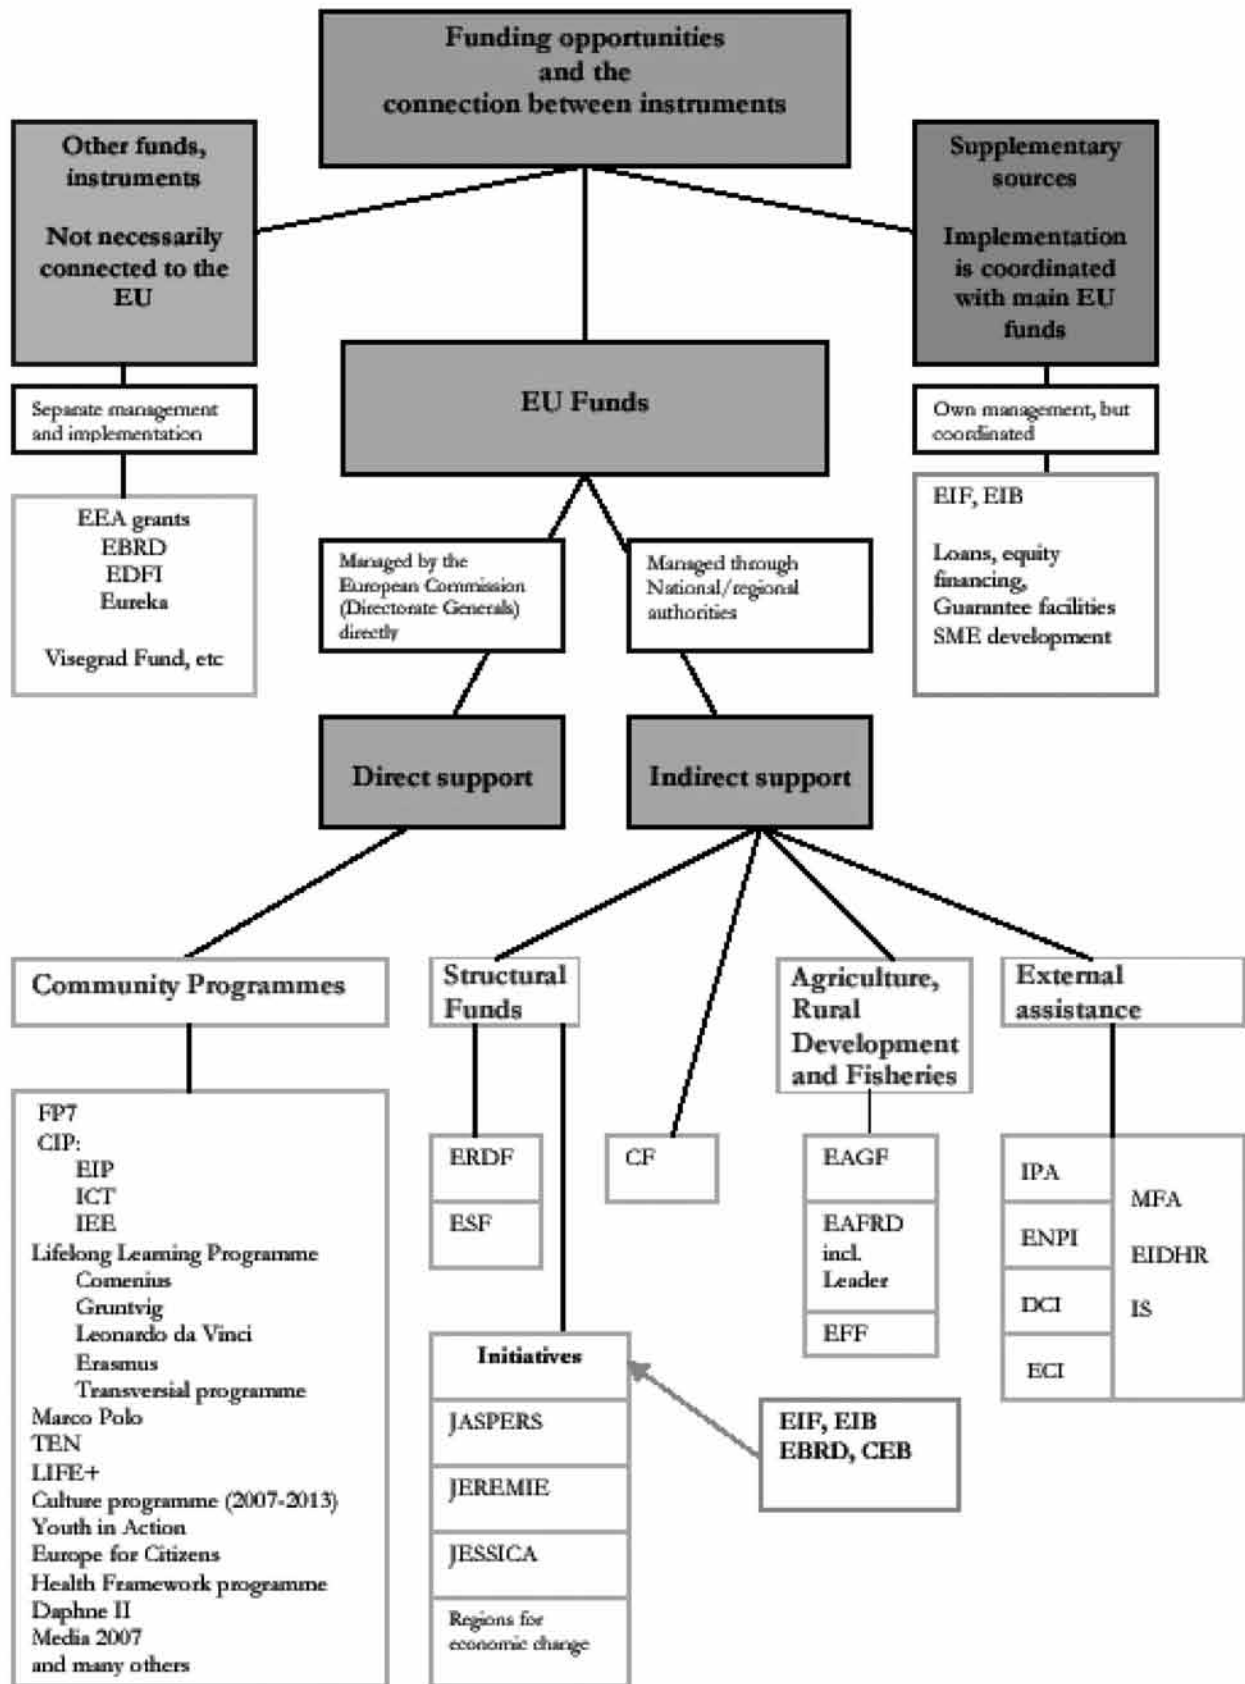 Funding opportunities
and the
connection between instruments
Other funds,
instruments
Not necessarily
connected to the
EU
Supplementary
sources
Implementation
is coordinated
with main EU
funds
EU Funds
Separate management
and implementation
Own management, but
coordinated
EEA grants
EBRD
EDFI
Eureka
Visegrad Fund, etc
EIF, EIB
Loans, equity
financing,
Guarantee facilities
SME development
Managed by the
European Commission
(Directorate Generals)
directly
Managed through
National/regional
authorities
Direct support
Indirect support
Community Programmes
Structural
Funds
Agriculture,
Rural
Development
and Fisheries
External
assistance
FP7
CIP:
EIP
ICT
IEE
Lifelong Learning Programme
Comenius
Gruntvig
Leonardo da Vinci
Erasmus
Transversial programme
Marco Polo
TEN
LIFE+
Culture programme (2007-2013)
Youth in Action
Europe for Citizens
Health Framework programme
Daphne II
Media 2007
and many others
ERDF
ESF
CF
EAGF
EAFRD
incl.
Leader
EFF
IPA
ENPI
DCI
ECI
MFA
EIDHR
IS
Initiatives
JASPERS
JEREMIE
JESSICA
Regions for
economic change
EIF, EIB
EBRD, CEB